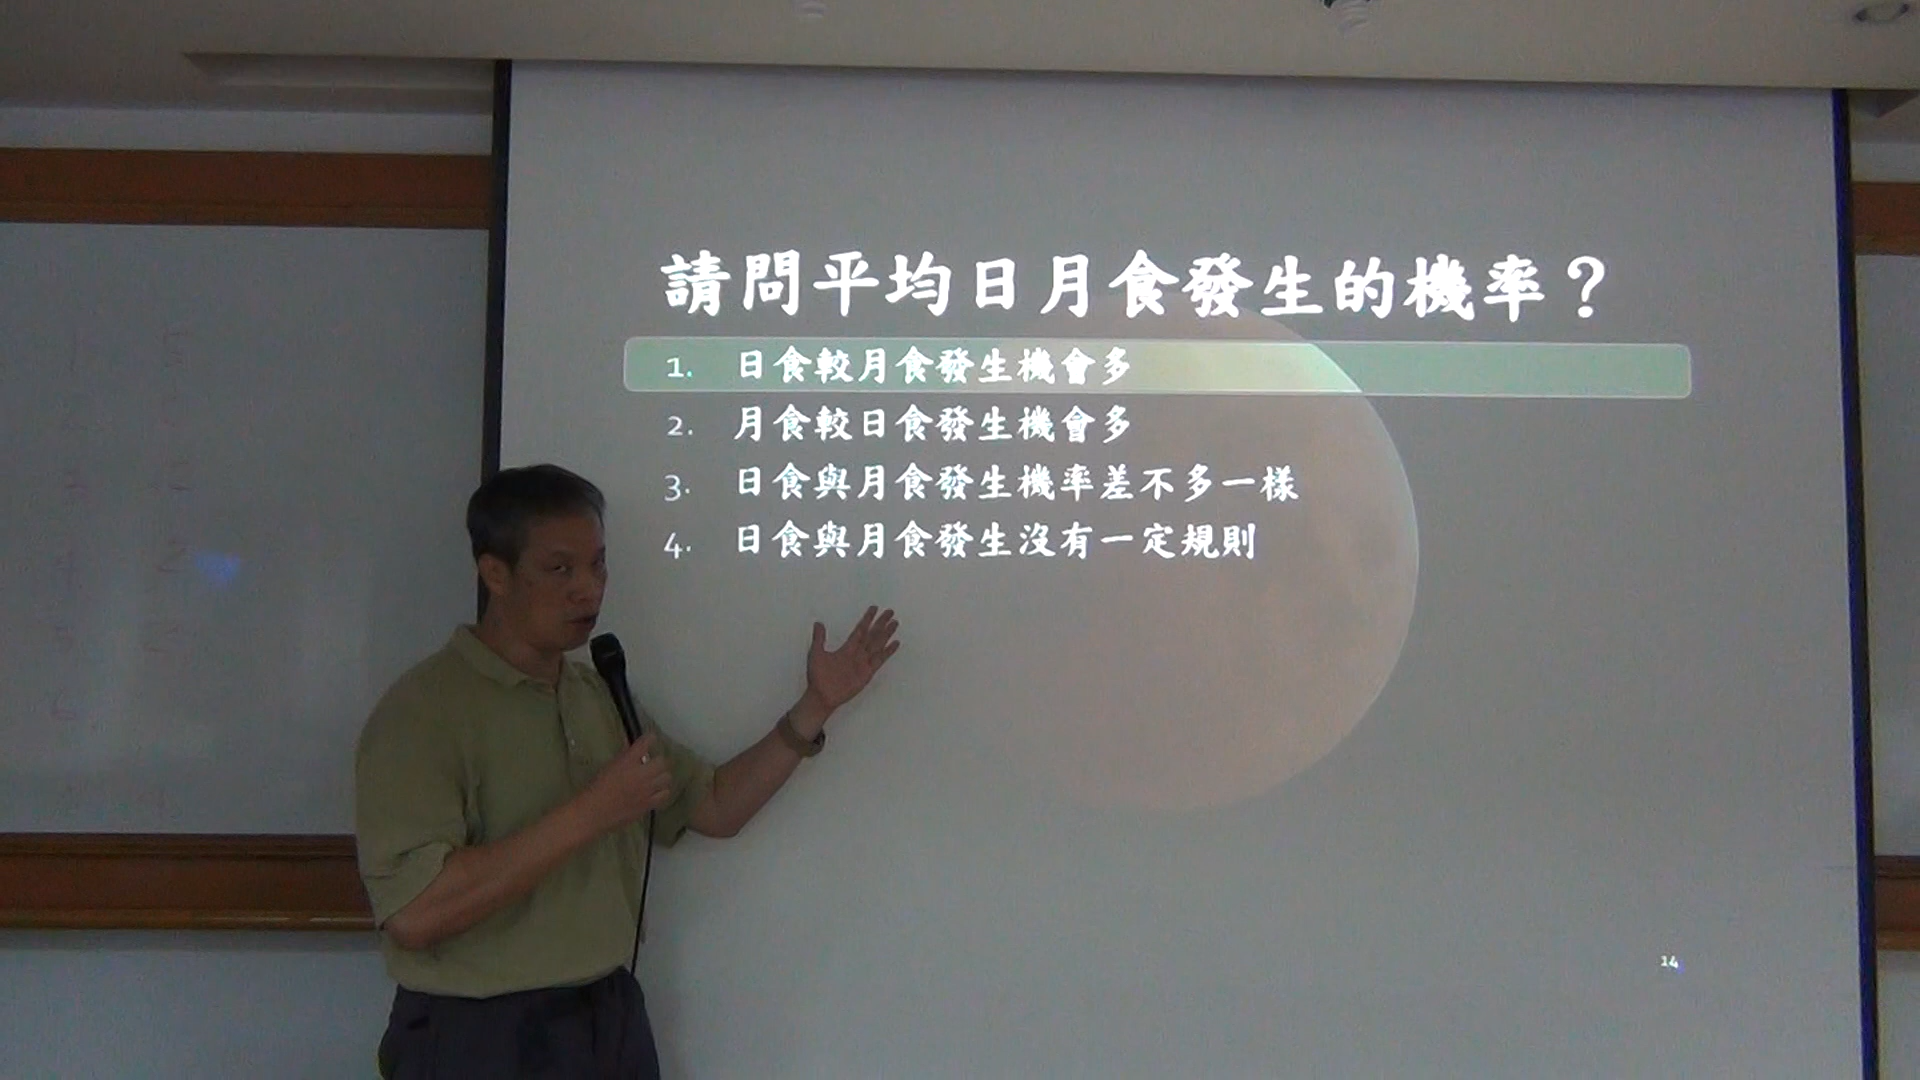 請問平均日月食發生的機率？
1. 日食較月食發生機會多
2. 月食較日食發生機會多
3. 日食與月食發生機率差不多一樣
4. 日食與月食發生沒有一定規則
14